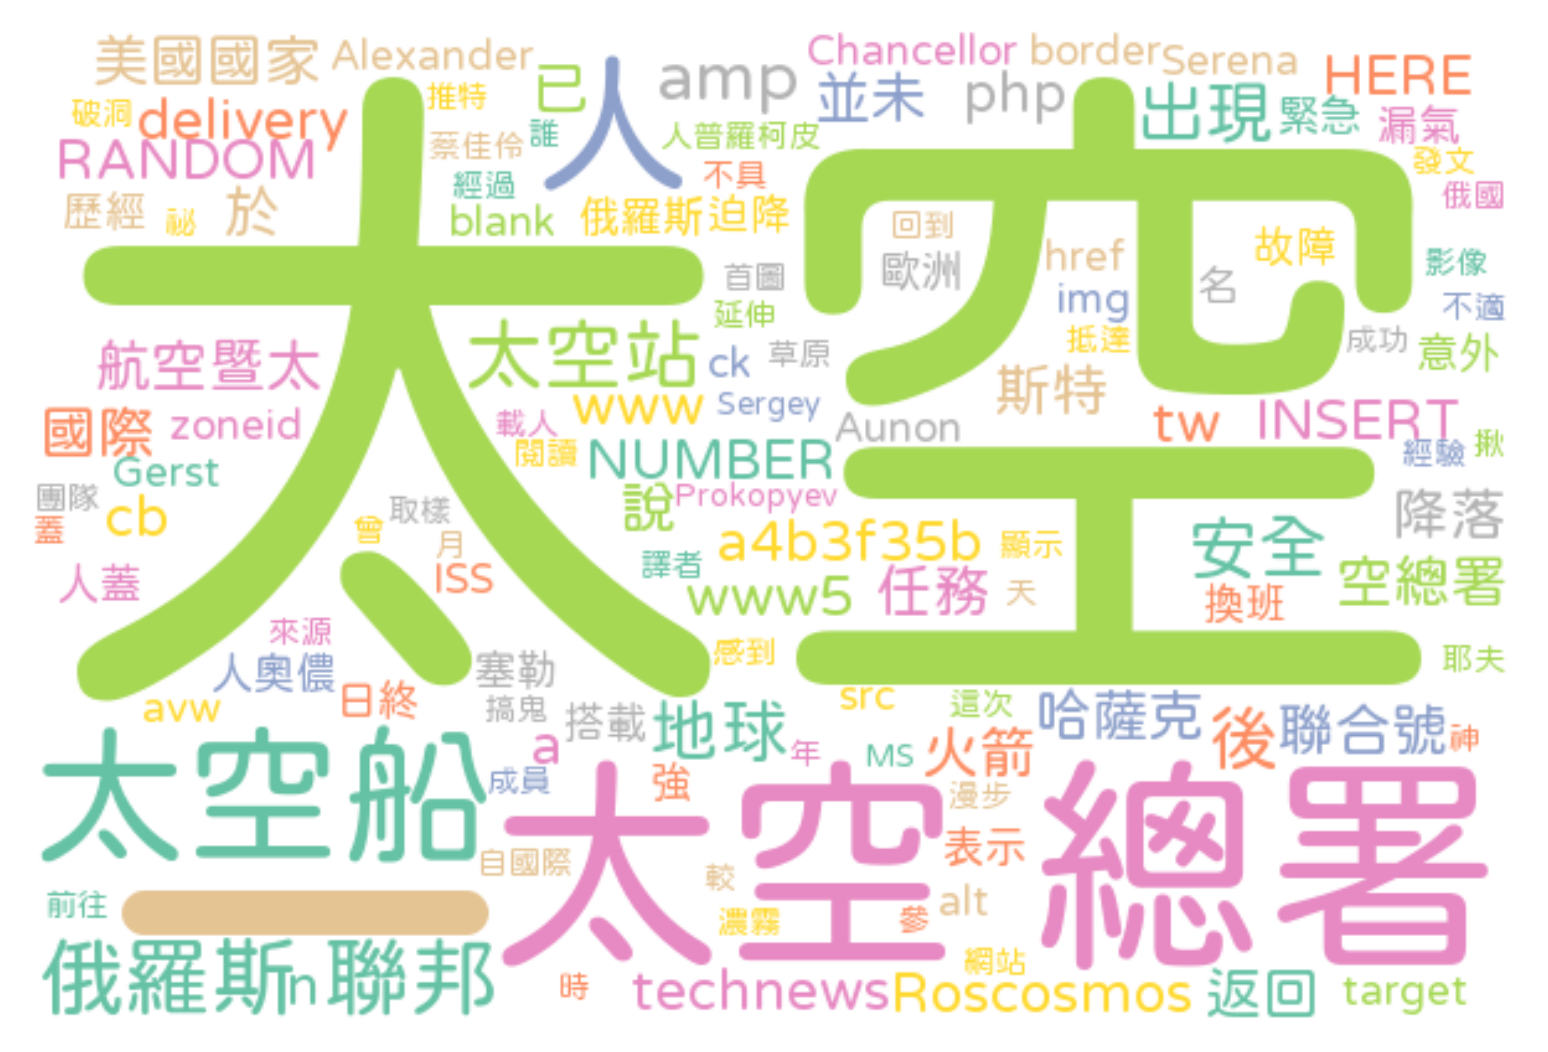 美國國家 Alexander 已 人 amp Chancellor border Serena HERE
破洞 delivery 推特 並未 php 出現 緊急 漏氣
RANDOM 蔡佳伶 誰 人普羅柯皮 發文
歷經 祕 於 經過 不具 俄國
blank 俄羅斯 迫降 回到
太空
首圖 歐洲 href img 名 故障 影像
延伸 抵達 不適
航空暨太 太空站 ck 草原 斯特 成功 意外
國際 zoneid 載人 www Sergey Aunon tw INSERT
Gerst 閱讀 NUMBER 經驗 揪
團隊 cb 取樣 說 Prokopyev 降落
蓋 曾 月 a4b3f35b 顯示 安全
人蓋 ISS 譯者 www5 任務 天 換班 空總署
來源 感到 耶夫
人奧儂 日終 塞勒 src
avw 搞鬼 搭載 地球 這次 哈薩克 後 聯合號 神
太空船 a 年 MS 火箭
成員 強 漫步
太空總署
自國際 較 表示
前往 ー 濃霧 參 alt
俄羅斯 n 聯邦 網站
時 technews Roscosmos 返回 target